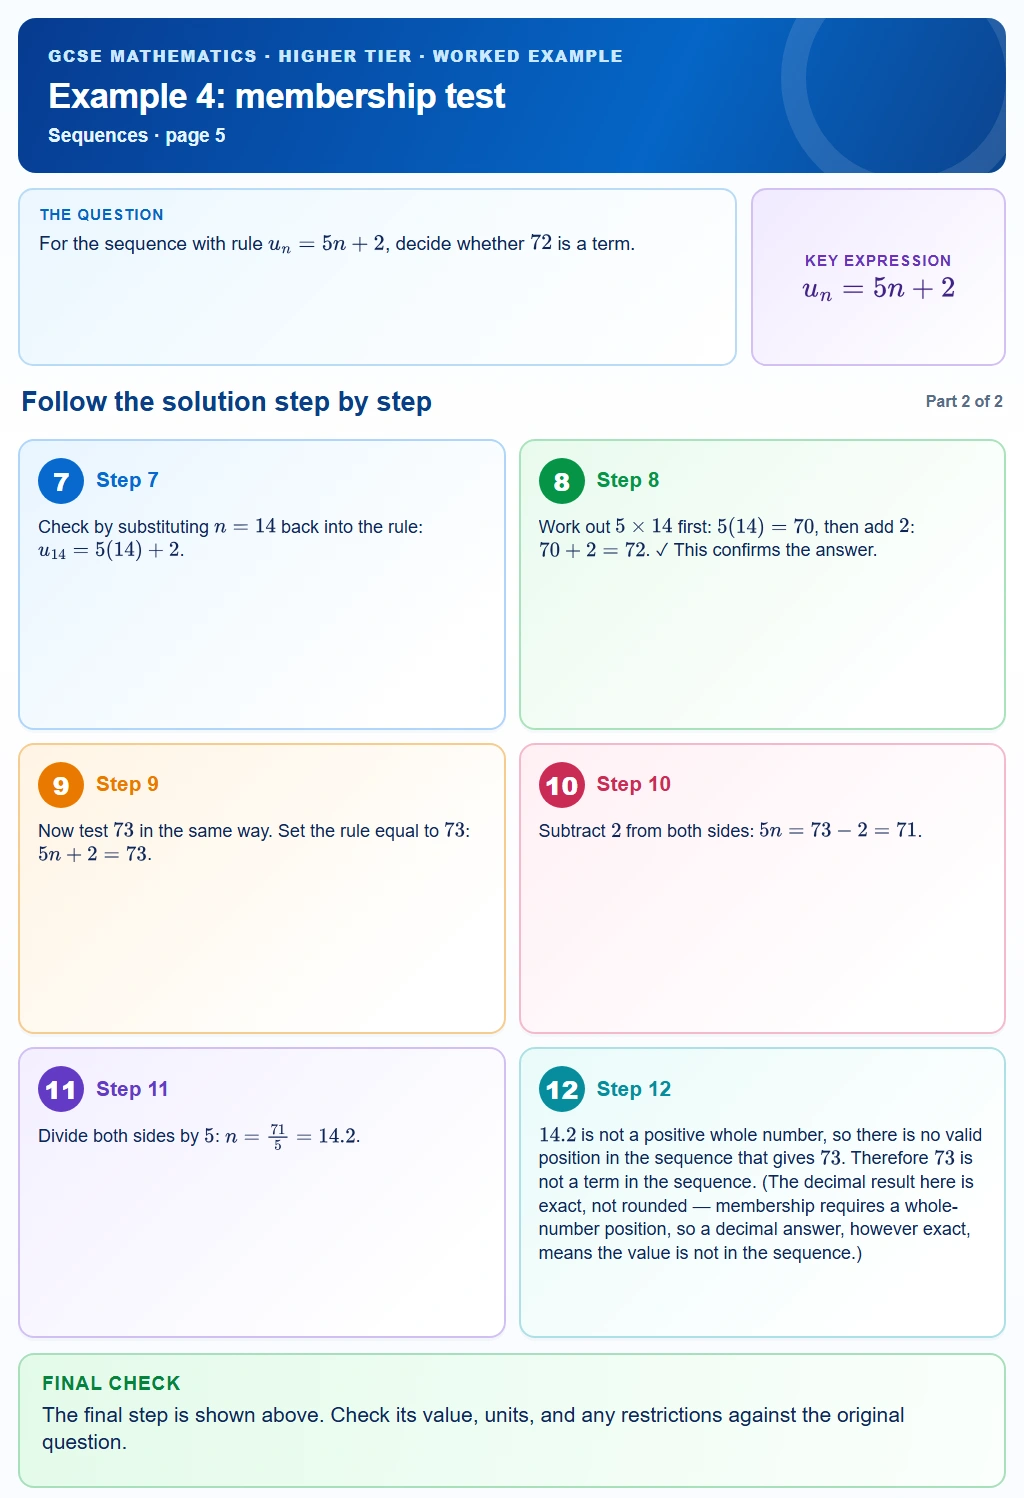 GCSE MATHEMATICS · HIGHER TIER · WORKED EXAMPLE
Example 4: membership test
Sequences · page 5
THE QUESTION
For the sequence with rule $u_n = 5n + 2$, decide whether 72 is a term.
KEY EXPRESSION
$u_n = 5n + 2$
Follow the solution step by step
Part 2 of 2
7 Step 7
Check by substituting $n = 14$ back into the rule:
$u_{14} = 5(14) + 2$.
8 Step 8
Work out $5 \times 14$ first: $5(14) = 70$, then add 2:
$70 + 2 = 72$. ✓ This confirms the answer.
9 Step 9
Now test 73 in the same way. Set the rule equal to 73:
$5n + 2 = 73$.
10 Step 10
Subtract 2 from both sides: $5n = 73 - 2 = 71$.
11 Step 11
Divide both sides by 5: $n = \frac{71}{5} = 14.2$.
12 Step 12
14.2 is not a positive whole number, so there is no valid
position in the sequence that gives 73. Therefore 73 is
not a term in the sequence. (The decimal result here is
exact, not rounded — membership requires a whole-
number position, so a decimal answer, however exact,
means the value is not in the sequence.)
FINAL CHECK
The final step is shown above. Check its value, units, and any restrictions against the original
question.